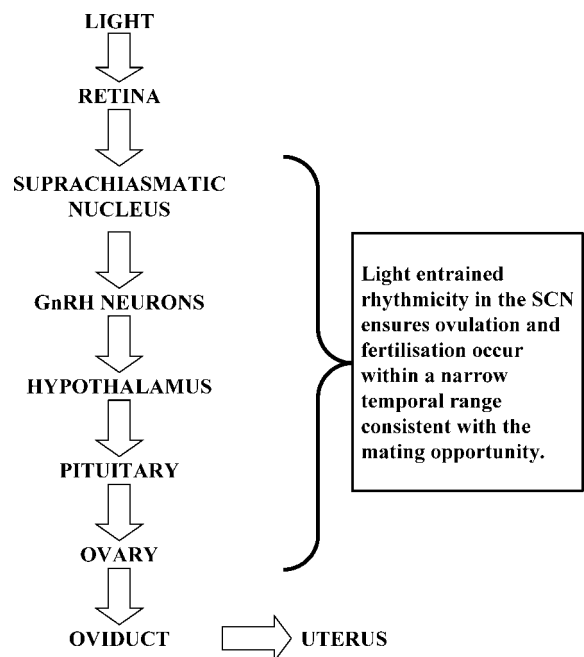 LIGHT
RETINA
SUPRACHIASMATIC
NUCLEUS
GnRH NEURONS
HYPOTHALAMUS
PITUITARY
OVARY
OVIDUCT
UTERUS
Light entrained
rhythmicity in the SCN
ensures ovulation and
fertilisation occur
within a narrow
temporal range
consistent with the
mating opportunity.